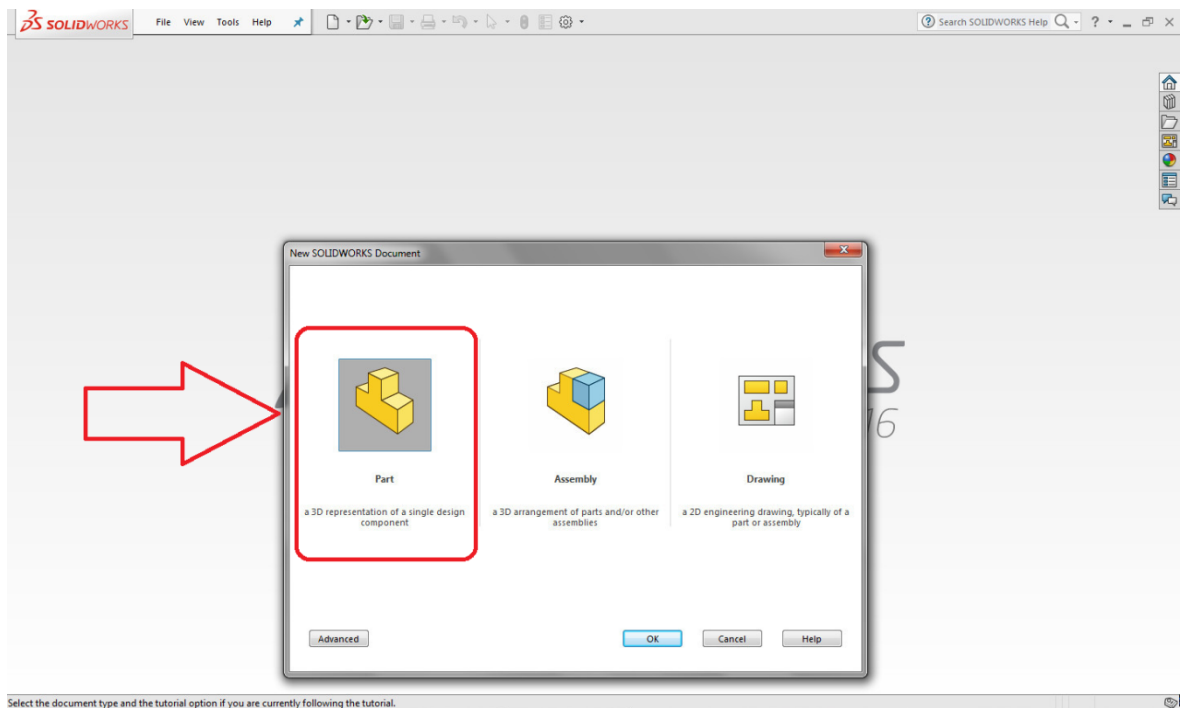 SOLIDWORKS File View Tools Help Search SOLIDWORKS Help ?
New SOLIDWORKS Document
S
16
Part Assembly Drawing
a 3D representation of a single design component
a 3D arrangement of parts and/or other assemblies
a 2D engineering drawing, typically of a part or assembly
Advanced OK Cancel Help
Select the document type and the tutorial option if you are currently following the tutorial.